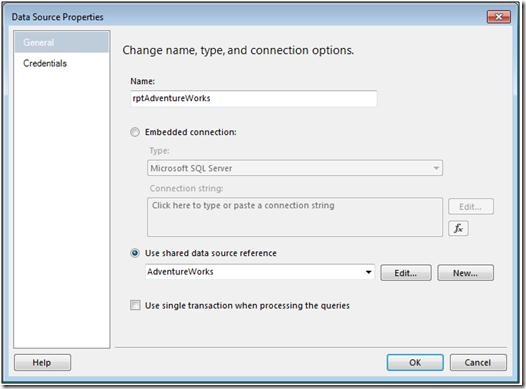 Data Source Properties
General
Credentials
Change name, type, and connection options.
Name:
rptAdventureWorks
Embedded connection:
Type:
Microsoft SQL Server
Connection string:
Click here to type or paste a connection string
Edit...
fx
Use shared data source reference
AdventureWorks
Edit...
New...
Use single transaction when processing the queries
Help
OK
Cancel